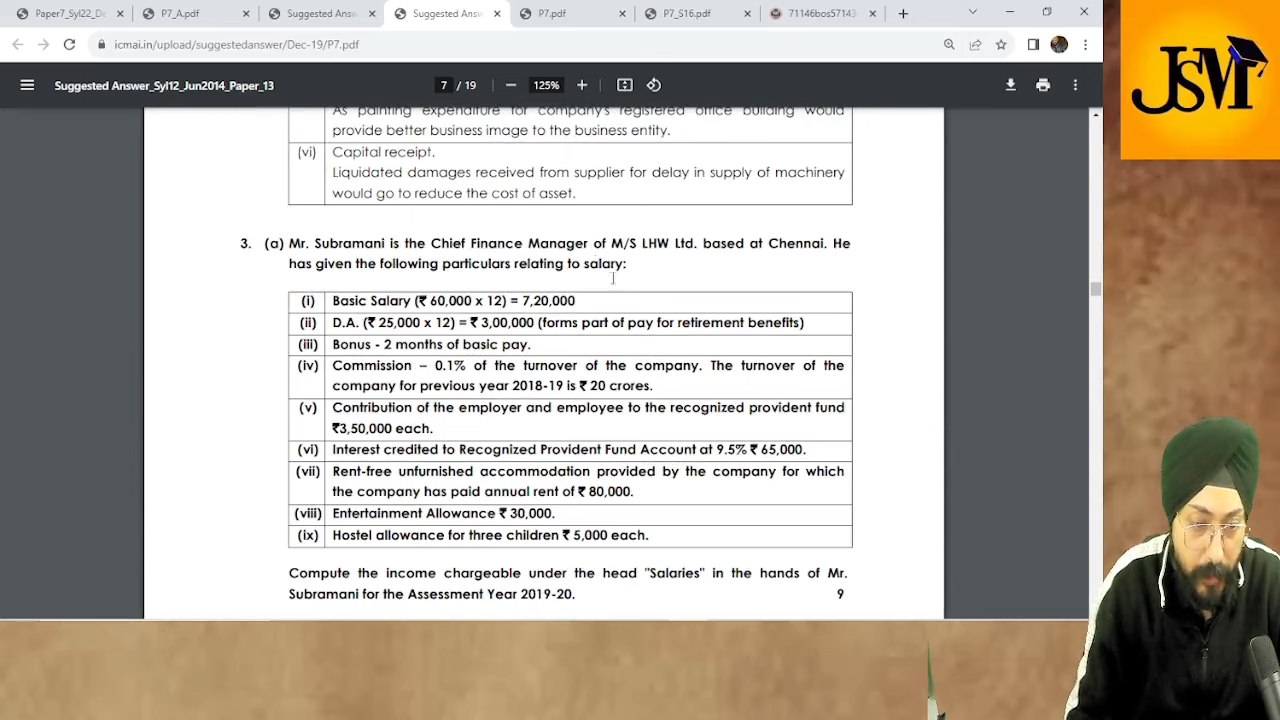 Paper7_Syl22_De
P7_A.pdf
Suggested Answ
Suggested Answ
P7.pdf
P7_S16.pdf
71146bos57143
icmai.in/upload/suggestedanswer/Dec-19/P7.pdf
Suggested Answer_Syl12_Jun2014_Paper_13
7 / 19
125%
JSM
As painting expenditure for company's registered office building would
provide better business image to the business entity.
(vi) Capital receipt.
Liquidated damages received from supplier for delay in supply of machinery
would go to reduce the cost of asset.
3. (a) Mr. Subramani is the Chief Finance Manager of M/S LHW Ltd. based at Chennai. He
has given the following particulars relating to salary:
(i) Basic Salary (₹ 60,000 x 12) = 7,20,000
(ii) D.A. (₹ 25,000 x 12) = ₹ 3,00,000 (forms part of pay for retirement benefits)
(iii) Bonus - 2 months of basic pay.
(iv) Commission – 0.1% of the turnover of the company. The turnover of the
company for previous year 2018-19 is ₹ 20 crores.
(v) Contribution of the employer and employee to the recognized provident fund
₹3,50,000 each.
(vi) Interest credited to Recognized Provident Fund Account at 9.5% ₹ 65,000.
(vii) Rent-free unfurnished accommodation provided by the company for which
the company has paid annual rent of ₹ 80,000.
(viii) Entertainment Allowance ₹ 30,000.
(ix) Hostel allowance for three children ₹ 5,000 each.
Compute the income chargeable under the head "Salaries" in the hands of Mr.
Subramani for the Assessment Year 2019-20. 9